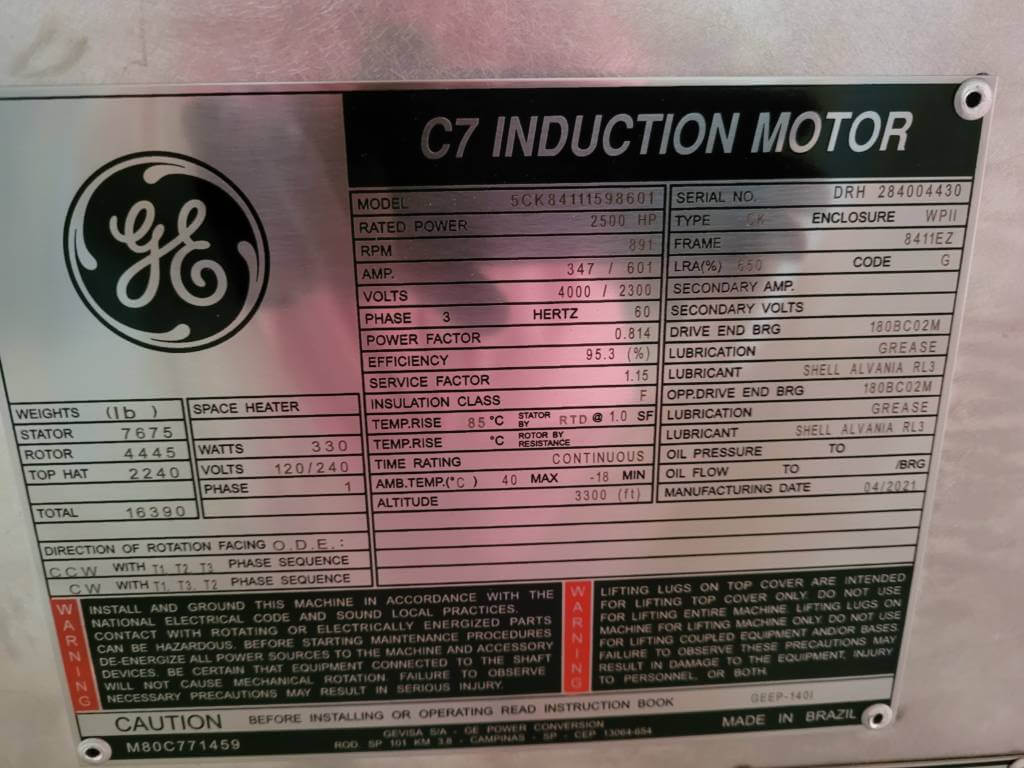 GE
C7 INDUCTION MOTOR
MODEL 5CK84111598601
RATED POWER 2500 HP
RPM 891
AMP. 347 / 601
VOLTS 4000 / 2300
PHASE 3 HERTZ 60
POWER FACTOR 0.814
EFFICIENCY 95.3 (%)
SERVICE FACTOR 1.15
INSULATION CLASS F
TEMP.RISE 85 °C STATOR BY RTD @ 1.0 SF
TEMP.RISE °C ROTOR BY RESISTANCE
TIME RATING CONTINUOUS
AMB.TEMP.(°C ) 40 MAX -18 MIN
ALTITUDE 3300 (ft)
SERIAL NO. DRH 284004430
TYPE CK ENCLOSURE WPII
FRAME 8411EZ
LRA(%) 650 CODE G
SECONDARY AMP.
SECONDARY VOLTS
DRIVE END BRG 180BC02M
LUBRICATION GREASE
LUBRICANT SHELL ALVANIA RL3
OPP.DRIVE END BRG 180BC02M
LUBRICATION GREASE
LUBRICANT SHELL ALVANIA RL3
OIL PRESSURE TO
OIL FLOW TO /BRG
MANUFACTURING DATE 04/2021
WEIGHTS (lb )
STATOR 7675
ROTOR 4445
TOP HAT 2240
TOTAL 16390
SPACE HEATER
WATTS 330
VOLTS 120/240
PHASE 1
DIRECTION OF ROTATION FACING O.D.E.:
CCW WITH T1, T2, T3 PHASE SEQUENCE
CW WITH T1, T3, T2 PHASE SEQUENCE
WARNING
INSTALL AND GROUND THIS MACHINE IN ACCORDANCE WITH THE
NATIONAL ELECTRICAL CODE AND SOUND LOCAL PRACTICES.
CONTACT WITH ROTATING OR ELECTRICALLY ENERGIZED PARTS
CAN BE HAZARDOUS. BEFORE STARTING MAINTENANCE PROCEDURES
DE-ENERGIZE ALL POWER SOURCES TO THE MACHINE AND ACCESSORY
DEVICES. BE CERTAIN THAT EQUIPMENT CONNECTED TO THE SHAFT
WILL NOT CAUSE MECHANICAL ROTATION. FAILURE TO OBSERVE
NECESSARY PRECAUTIONS MAY RESULT IN SERIOUS INJURY.
WARNING
LIFTING LUGS ON TOP COVER ARE INTENDED
FOR LIFTING TOP COVER ONLY. DO NOT USE
FOR LIFTING ENTIRE MACHINE. LIFTING LUGS ON
MACHINE FOR LIFTING MACHINE ONLY. DO NOT USE
FOR LIFTING COUPLED EQUIPMENT AND/OR BASES.
FAILURE TO OBSERVE THESE PRECAUTIONS MAY
RESULT IN DAMAGE TO THE EQUIPMENT, INJURY
TO PERSONNEL, OR BOTH.
CAUTION BEFORE INSTALLING OR OPERATING READ INSTRUCTION BOOK GEEP-140I
M80C771459
GEVISA S/A - GE POWER CONVERSION
ROD. SP 101 KM 3,8 - CAMPINAS - SP - CEP 13064-654
MADE IN BRAZIL